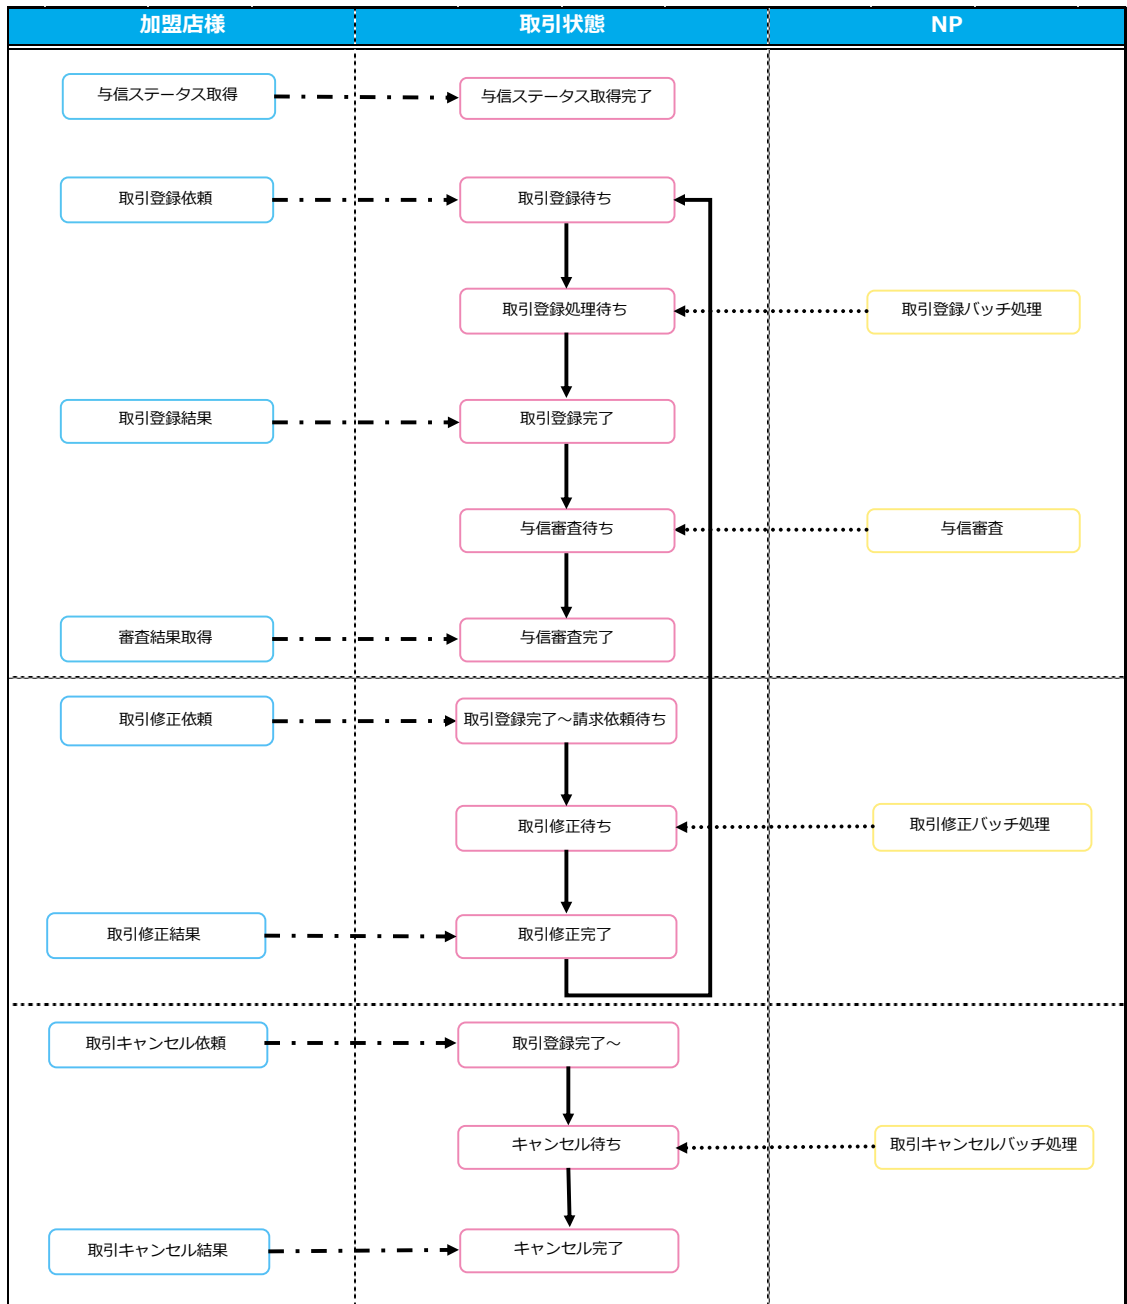 加盟店様
取引状態
NP
与信ステータス取得
与信ステータス取得完了
取引登録依頼
取引登録待ち
取引登録処理待ち
取引登録バッチ処理
取引登録結果
取引登録完了
与信審査待ち
与信審査
審査結果取得
与信審査完了
取引修正依頼
取引登録完了～請求依頼待ち
取引修正待ち
取引修正バッチ処理
取引修正結果
取引修正完了
取引キャンセル依頼
取引登録完了～
キャンセル待ち
取引キャンセルバッチ処理
取引キャンセル結果
キャンセル完了